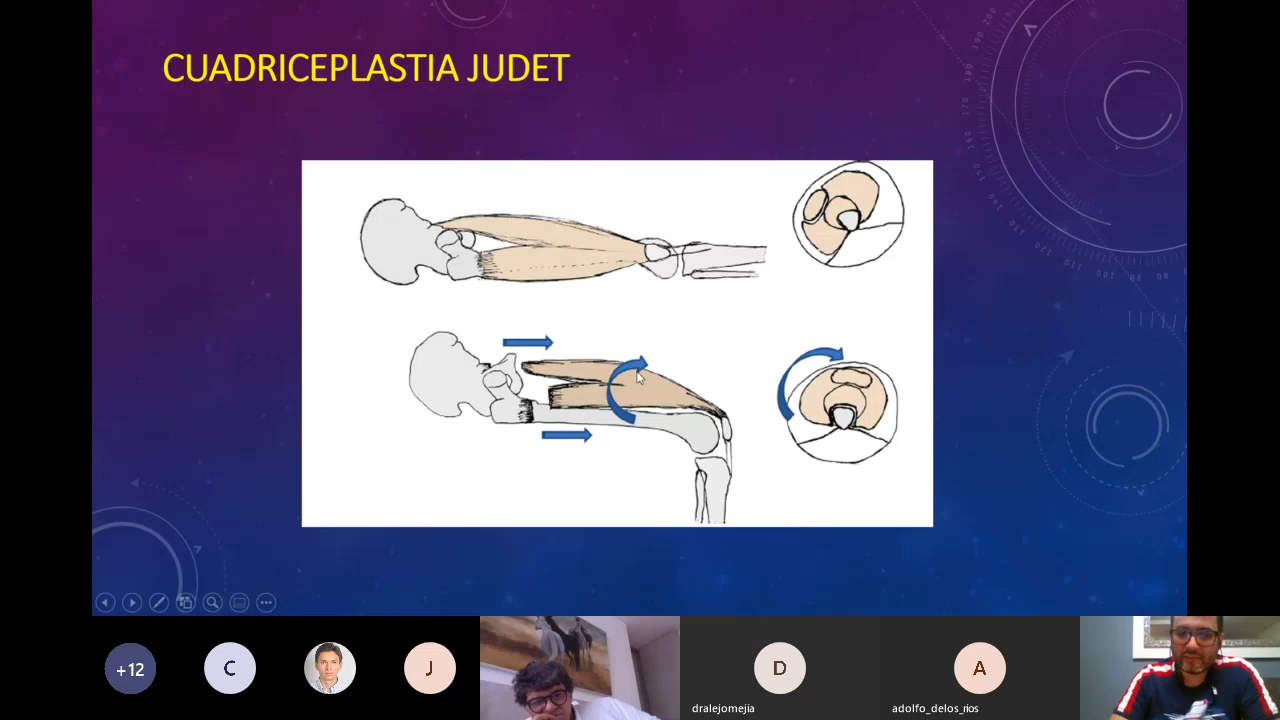 CUADRICEPLASTIA JUDET
+12
C
J
D
A
dralejomejia
adolfo_delos_rios